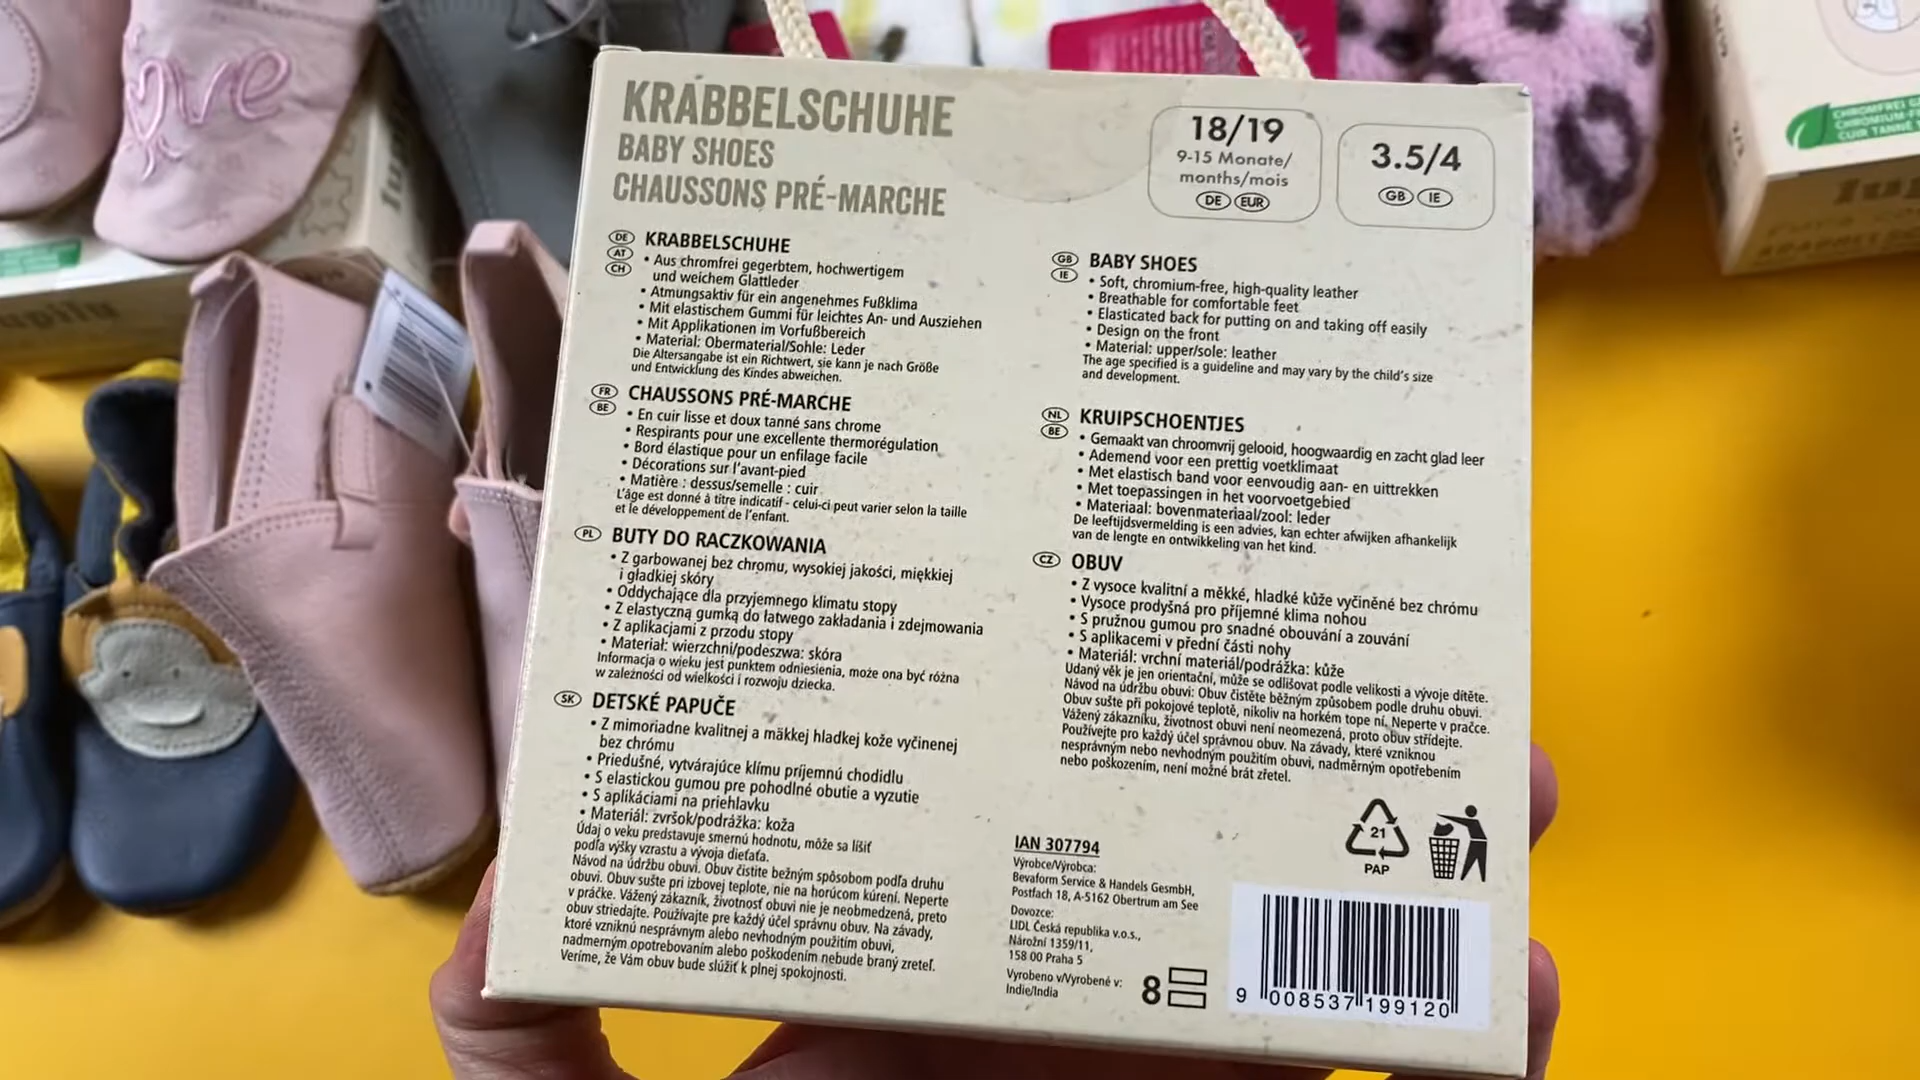 love
KRABBELSCHUHE
BABY SHOES
CHAUSSONS PRÉ-MARCHE
18/19
9-15 Monate/
months/mois
DE EUR
3.5/4
GB IE
DE AT CH KRABBELSCHUHE
• Aus chromfrei gegerbtem, hochwertigem
und weichem Glattleder
• Atmungsaktiv für ein angenehmes Fußklima
• Mit elastischem Gummi für leichtes An- und Ausziehen
• Mit Applikationen im Vorfußbereich
• Material: Obermaterial/Sohle: Leder
Die Altersangabe ist ein Richtwert, sie kann je nach Größe
und Entwicklung des Kindes abweichen.
FR BE CHAUSSONS PRÉ-MARCHE
• En cuir lisse et doux tanné sans chrome
• Respirants pour une excellente thermorégulation
• Bord élastique pour un enfilage facile
• Décorations sur l'avant-pied
• Matière : dessus/semelle : cuir
L'âge est donné à titre indicatif - celui-ci peut varier selon la taille
et le développement de l'enfant.
PL BUTY DO RACZKOWANIA
• Z garbowanej bez chromu, wysokiej jakości, miękkiej
i gładkiej skóry
• Oddychające dla przyjemnego klimatu stopy
• Z elastyczną gumką do łatwego zakładania i zdejmowania
• Z aplikacjami z przodu stopy
• Materiał: wierzchni/podeszwa: skóra
Informacja o wieku jest punktem odniesienia, może ona być różna
w zależności od wielkości i rozwoju dziecka.
SK DETSKÉ PAPUČE
• Z mimoriadne kvalitnej a mäkkej hladkej kože vyčinenej
bez chrómu
• Priedušné, vytvárajúce klímu príjemnú chodidlu
• S elastickou gumou pre pohodlné obutie a vyzutie
• S aplikáciami na priehlavku
• Materiál: zvršok/podrážka: koža
Údaj o veku predstavuje smernú hodnotu, môže sa líšiť
podľa výšky vzrastu a vývoja dieťaťa.
Návod na údržbu obuvi. Obuv čistite bežným spôsobom podľa druhu
obuvi. Obuv sušte pri izbovej teplote, nie na horúcom kúrení. Neperte
v práčke. Vážený zákazník, životnosť obuvi nie je neobmedzená, preto
obuv striedajte. Používajte pre každý účel správnu obuv. Na závady,
ktoré vzniknú nesprávnym alebo nevhodným použitím obuvi,
nadmerným opotrebovaním alebo poškodením nebude braný zreteľ.
Veríme, že Vám obuv bude slúžiť k plnej spokojnosti.
GB IE BABY SHOES
• Soft, chromium-free, high-quality leather
• Breathable for comfortable feet
• Elasticated back for putting on and taking off easily
• Design on the front
• Material: upper/sole: leather
The age specified is a guideline and may vary by the child's size
and development.
NL BE KRUIPSCHOENTJES
• Gemaakt van chroomvrij gelooid, hoogwaardig en zacht glad leer
• Ademend voor een prettig voetklimaat
• Met elastisch band voor eenvoudig aan- en uittrekken
• Met toepassingen in het voorvoetgebied
• Materiaal: bovenmateriaal/zool: leder
De leeftijdsvermelding is een advies, kan echter afwijken afhankelijk
van de lengte en ontwikkeling van het kind.
CZ OBUV
• Z vysoce kvalitní a měkké, hladké kůže vyčiněné bez chrómu
• Vysoce prodyšná pro příjemné klima nohou
• S pružnou gumou pro snadné obouvání a zouvání
• S aplikacemi v přední části nohy
• Materiál: vrchní materiál/podrážka: kůže
Udaný věk je jen orientační, může se odlišovat podle velikosti a vývoje dítěte.
Návod na údržbu obuvi: Obuv čistěte běžným způsobem podle druhu obuvi.
Obuv sušte při pokojové teplotě, nikoliv na horkém tope ní. Neperte v pračce.
Vážený zákazníku, životnost obuvi není neomezená, proto obuv střídejte.
Používejte pro každý účel správnou obuv. Na závady, které vzniknou
nesprávným nebo nevhodným použitím obuvi, nadměrným opotřebením
nebo poškozením, není možné brát zřetel.
IAN 307794
Výrobce/Výrobca:
Bevaform Service & Handels GesmbH,
Postfach 18, A-5162 Obertrum am See
Dovozce:
LIDL Česká republika v.o.s.,
Nárožní 1359/11,
158 00 Praha 5
Vyrobeno v/Vyrobené v:
Indie/India
8
21
PAP
9 008537 199120
CHROMFREI
CHROMIUM-F
CUIR TANNÉ
lup
upilu